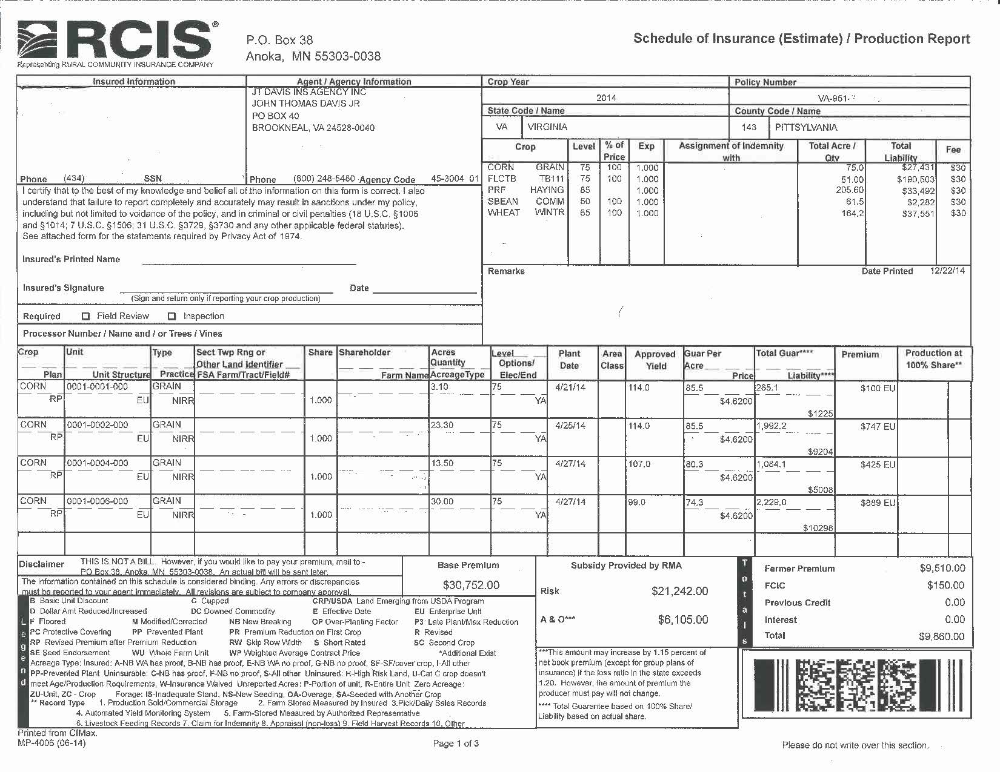 RCIS®
Representing RURAL COMMUNITY INSURANCE COMPANY
P.O. Box 38
Anoka, MN 55303-0038
Schedule of Insurance (Estimate) / Production Report
Insured Information
Agent / Agency Information
Crop Year
Policy Number
JT DAVIS INS AGENCY INC
JOHN THOMAS DAVIS JR
PO BOX 40
BROOKNEAL, VA 24528-0040
2014
VA-951-
State Code / Name
County Code / Name
VA VIRGINIA
143 PITTSYLVANIA
Crop Level % of Price Exp Assignment of Indemnity with Total Acre / Qty Total Liability Fee
CORN GRAIN 75 100 1.000 75.0 $27,431 $30
FLCTB TB111 75 100 1.000 51.00 $190,503 $30
PRF HAYING 85 1.000 205.60 $33,492 $30
SBEAN COMM 50 100 1.000 61.5 $2,282 $30
WHEAT WINTR 65 100 1.000 164.2 $37,551 $30
Phone (434) SSN Phone (800) 248-5480 Agency Code 45-3004 01
I certify that to the best of my knowledge and belief all of the information on this form is correct. I also
understand that failure to report completely and accurately may result in sanctions under my policy,
including but not limited to voidance of the policy, and in criminal or civil penalties (18 U.S.C. §1006
and §1014; 7 U.S.C. §1506; 31 U.S.C. §3729, §3730 and any other applicable federal statutes).
See attached form for the statements required by Privacy Act of 1974.
Insured's Printed Name
Remarks
Date Printed 12/22/14
Insured's Signature Date
(Sign and return only if reporting your crop production)
Required Field Review Inspection
Processor Number / Name and / or Trees / Vines
Crop Unit Type Sect Twp Rng or Share Shareholder Acres Level Plant Area Approved Guar Per Total Guar**** Premium Production at
Other Land Identifier Quantity Options/ Date Class Yield Acre 100% Share**
Plan Unit Structure Practice FSA Farm/Tract/Field# Farm Name AcreageType Elec/End Price Liability****
CORN 0001-0001-000 GRAIN 3.10 75 4/21/14 114.0 85.5 265.1 $100 EU
RP EU NIRR 1.000 YA $4.6200
$1225
CORN 0001-0002-000 GRAIN 23.30 75 4/25/14 114.0 85.5 1,992.2 $747 EU
RP EU NIRR 1.000 YA $4.6200
$9204
CORN 0001-0004-000 GRAIN 13.50 75 4/27/14 107.0 80.3 1,084.1 $425 EU
RP EU NIRR 1.000 YA $4.6200
$5008
CORN 0001-0006-000 GRAIN 30.00 75 4/27/14 99.0 74.3 2,229.0 $889 EU
RP EU NIRR 1.000 YA $4.6200
$10298
Disclaimer THIS IS NOT A BILL. However, if you would like to pay your premium, mail to -
PO Box 38, Anoka, MN 55303-0038. An actual bill will be sent later.
The information contained on this schedule is considered binding. Any errors or discrepancies
must be reported to your agent immediately. All revisions are subject to company approval.
Base Premium
$30,752.00
Subsidy Provided by RMA
Risk $21,242.00
A & O*** $6,105.00
Totals
Farmer Premium $9,510.00
FCIC $150.00
Previous Credit 0.00
Interest 0.00
Total $9,660.00
Legend
B Basic Unit Discount C Cupped CRP/USDA Land Emerging from USDA Program
D Dollar Amt Reduced/Increased DC Downed Commodity E Effective Date EU Enterprise Unit
F Floored M Modified/Corrected NB New Breaking OP Over-Planting Factor P3 Late Plant/Max Reduction
PC Protective Covering PP Prevented Plant PR Premium Reduction on First Crop R Revised
RP Revised Premium after Premium Reduction RW Skip Row Width S Short Rated SC Second Crop
SE Seed Endorsement WU Whole Farm Unit WP Weighted Average Contract Price *Additional Exist
Acreage Type: Insured: A-NB WA has proof, B-NB has proof, E-NB WA no proof, G-NB no proof, SF-SF/cover crop, I-All other
PP-Prevented Plant Uninsurable: C-NB has proof, F-NB no proof, S-All other Uninsured: H-High Risk Land, U-Cat C crop doesn't
meet Age/Production Requirements, W-Insurance Waived Unreported Acres: P-Portion of unit, R-Entire Unit Zero Acreage:
ZU-Unit, ZC - Crop Forage: IS-Inadequate Stand, NS-New Seeding, OA-Overage, SA-Seeded with Another Crop
** Record Type 1. Production Sold/Commercial Storage 2. Farm Stored Measured by Insured 3.Pick/Daily Sales Records
4. Automated Yield Monitoring System 5. Farm-Stored Measured by Authorized Representative
6. Livestock Feeding Records 7. Claim for Indemnity 8. Appraisal (non-loss) 9. Field Harvest Records 10. Other
***This amount may increase by 1.15 percent of
net book premium (except for group plans of
insurance) if the loss ratio in the state exceeds
1.20. However, the amount of premium the
producer must pay will not change.
**** Total Guarantee based on 100% Share/
Liability based on actual share.
Printed from CIMax.
MP-4006 (06-14)
Page 1 of 3
Please do not write over this section.